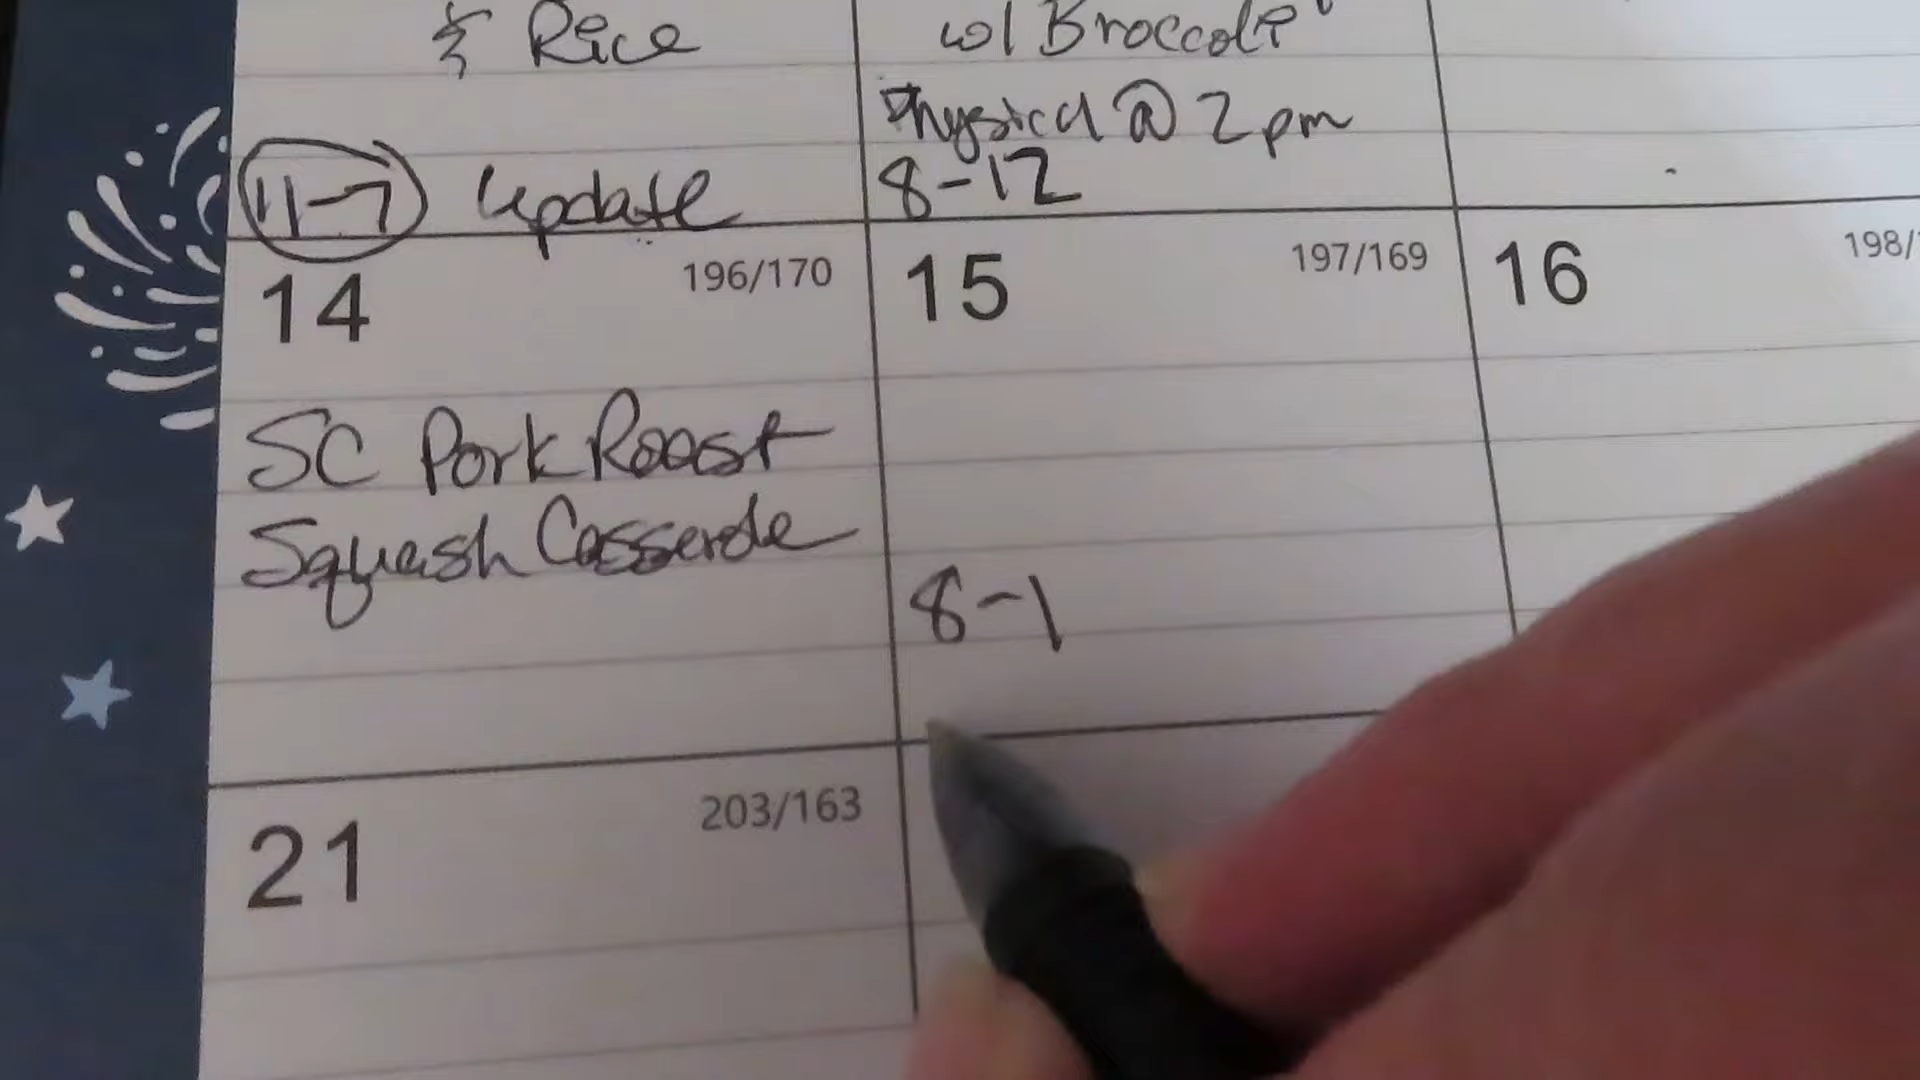 & Rice
w/ Broccoli
Physical @ 2pm
11-7 Update
8-12
14 196/170
15 197/169
16 198/
SC Pork Roast
Squash Casserole
8-1
21 203/163